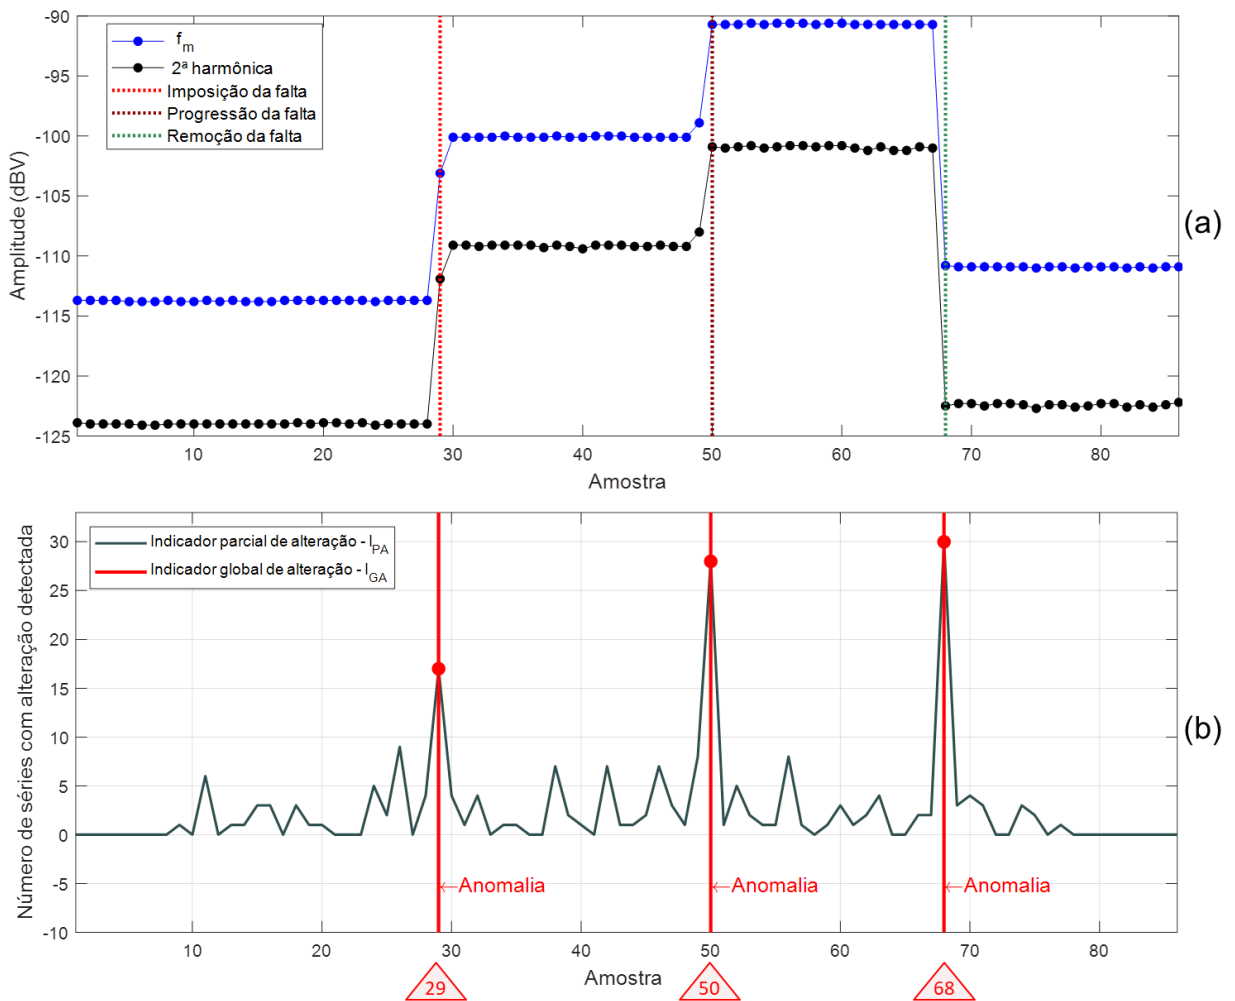 -90
-95
-100
-105
-110
-115
-120
-125
Amplitude (dBV)
f_m
2ª harmônica
Imposição da falta
Progressão da falta
Remoção da falta
(a)
10 20 30 40 50 60 70 80
Amostra
30
25
20
15
10
5
0
-5
-10
Número de séries com alteração detectada
Indicador parcial de alteração - I_PA
Indicador global de alteração - I_GA
(b)
←Anomalia ←Anomalia ←Anomalia
10 20 30 40 50 60 70 80
Amostra
29 50 68